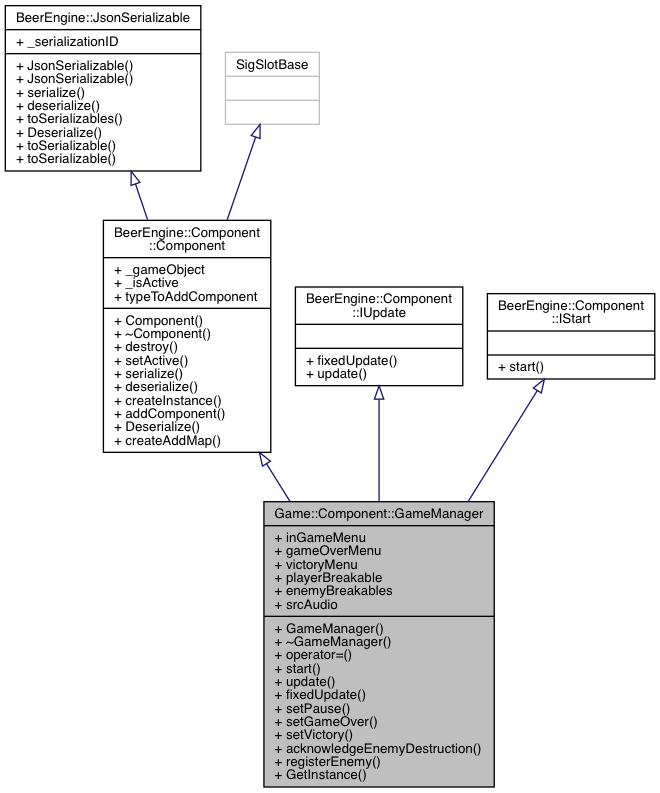 BeerEngine::JsonSerializable
+ _serializationID
+ JsonSerializable()
+ JsonSerializable()
+ serialize()
+ deserialize()
+ toSerializables()
+ Deserialize()
+ toSerializable()
+ toSerializable()
SigSlotBase
BeerEngine::Component
::Component
+ _gameObject
+ _isActive
+ typeToAddComponent
+ Component()
+ ~Component()
+ destroy()
+ setActive()
+ serialize()
+ deserialize()
+ createInstance()
+ addComponent()
+ Deserialize()
+ createAddMap()
BeerEngine::Component
::IUpdate
+ fixedUpdate()
+ update()
BeerEngine::Component
::IStart
+ start()
Game::Component::GameManager
+ inGameMenu
+ gameOverMenu
+ victoryMenu
+ playerBreakable
+ enemyBreakables
+ srcAudio
+ GameManager()
+ ~GameManager()
+ operator=()
+ start()
+ update()
+ fixedUpdate()
+ setPause()
+ setGameOver()
+ setVictory()
+ acknowledgeEnemyDestruction()
+ registerEnemy()
+ GetInstance()